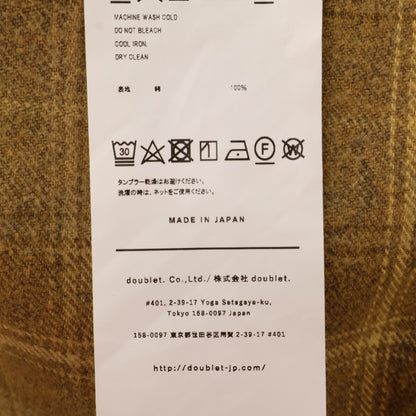 MACHINE WASH COLD
DO NOT BLEACH
COOL IRON.
DRY CLEAN
表地 綿 100%
30 F W
タンブラー乾燥はお避けください。
洗濯の時は、ネットをご使用ください。
MADE IN JAPAN
doublet. Co.,Ltd./ 株式会社 doublet.
#401, 2-39-17 Yoga Setagaya-ku,
Tokyo 158-0097 Japan
158-0097 東京都世田谷区用賀 2-39-17 #401
http://doublet-jp.com/